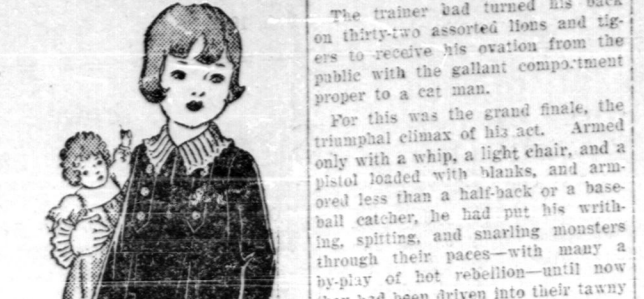 The trainer had turned his back
on thirty-two assorted lions and tig-
ers to receive his ovation from the
public with the gallant comportment
proper to a cat man.
For this was the grand finale, the
triumphal climax of his act. Armed
only with a whip, a light chair, and a
pistol loaded with blanks, and arm-
ored less than a half-back or a base-
ball catcher, he had put his writh-
ing, spitting, and snarling monsters
through their paces—with many a
by-play of hot rebellion—until now
they had been driven into their tawny